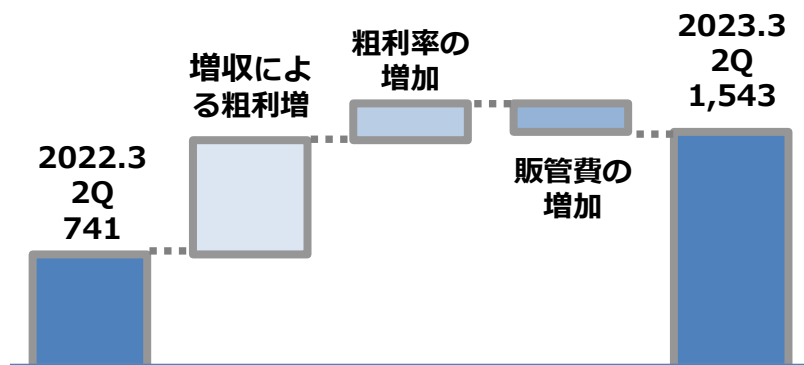 2022.3
2Q
741
増収によ
る粗利増
粗利率の
増加
販管費の
増加
2023.3
2Q
1,543